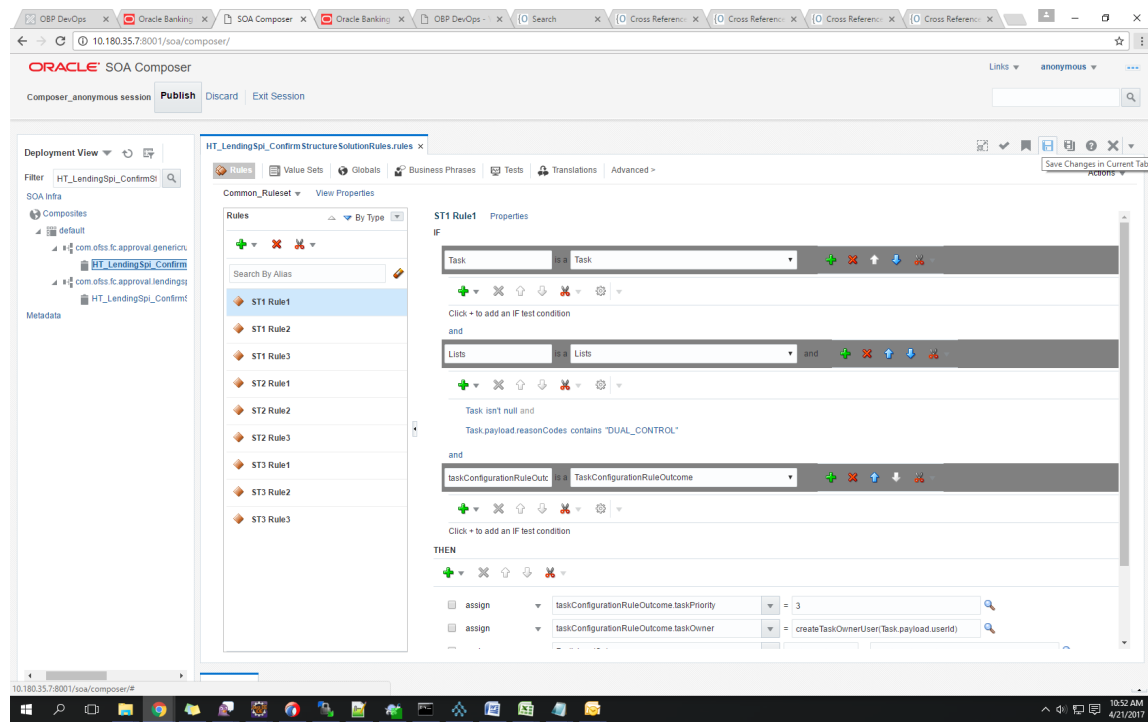 OBP DevOps
Oracle Banking
SOA Composer
Oracle Banking
OBP DevOps -
Search
Cross Reference
Cross Reference
Cross Reference
Cross Reference
10.180.35.7:8001/soa/composer/
ORACLE SOA Composer
Links
anonymous
Composer_anonymous session Publish Discard Exit Session
Deployment View
Filter HT_LendingSpi_ConfirmSt
SOA Infra
Composites
default
com.ofss.fc.approval.genericru
HT_LendingSpi_Confirm
com.ofss.fc.approval.lendingsp
HT_LendingSpi_ConfirmS
Metadata
HT_LendingSpi_ConfirmStructureSolutionRules.rules
Save Changes in Current Tab
Rules Value Sets Globals Business Phrases Tests Translations Advanced >
Actions
Common_Ruleset View Properties
Rules By Type
Search By Alias
ST1 Rule1
ST1 Rule2
ST1 Rule3
ST2 Rule1
ST2 Rule2
ST2 Rule3
ST3 Rule1
ST3 Rule2
ST3 Rule3
ST1 Rule1 Properties
IF
Task is a Task
Click + to add an IF test condition
and
Lists is a Lists and
Task isn't null and
Task.payload.reasonCodes contains "DUAL_CONTROL"
and
taskConfigurationRuleOutc is a TaskConfigurationRuleOutcome
Click + to add an IF test condition
THEN
assign taskConfigurationRuleOutcome.taskPriority = 3
assign taskConfigurationRuleOutcome.taskOwner = createTaskOwnerUser(Task.payload.userId)
10.180.35.7:8001/soa/composer/#
10:52 AM
4/21/2017